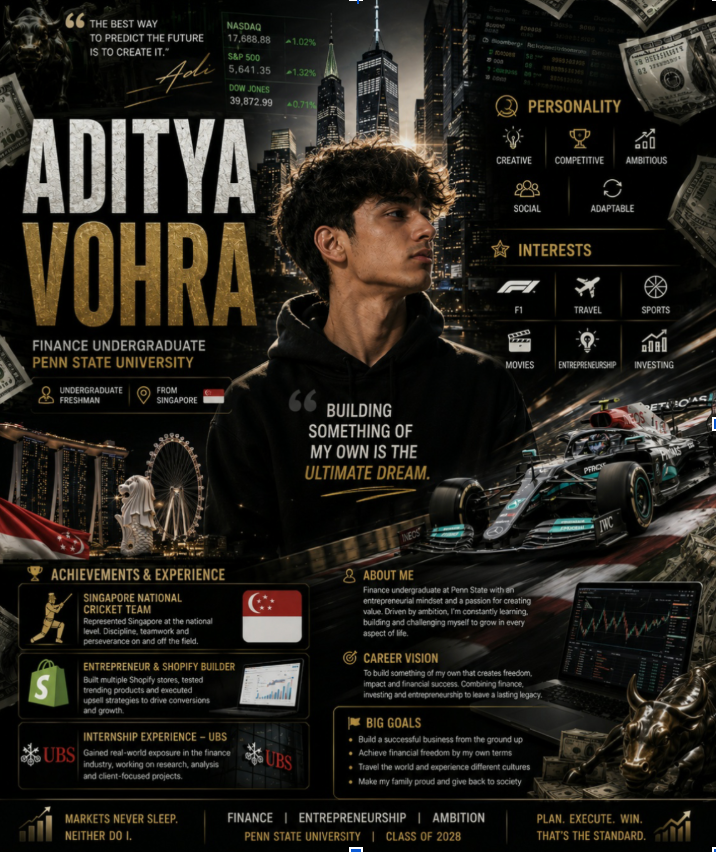 “ THE BEST WAY
TO PREDICT THE FUTURE
IS TO CREATE IT.”
Adi
NASDAQ
17,688.88 +1.02%
S&P 500
5,641.35 +1.32%
DOW JONES
39,872.99 +0.71%
ADITYA
VOHRA
FINANCE UNDERGRADUATE
PENN STATE UNIVERSITY
UNDERGRADUATE
FRESHMAN
FROM
SINGAPORE
PERSONALITY
CREATIVE
COMPETITIVE
AMBITIOUS
SOCIAL
ADAPTABLE
INTERESTS
F1
F1
TRAVEL
SPORTS
MOVIES
ENTREPRENEURSHIP
INVESTING
“ BUILDING
SOMETHING OF
MY OWN IS THE
ULTIMATE DREAM.
PETRONAS
INEOS
IWC
ACHIEVEMENTS & EXPERIENCE
SINGAPORE NATIONAL
CRICKET TEAM
Represented Singapore at the national
level. Discipline, teamwork and
perseverance on and off the field.
S
ENTREPRENEUR & SHOPIFY BUILDER
Built multiple Shopify stores, tested
trending products and executed
upsell strategies to drive conversions
and growth.
UBS
INTERNSHIP EXPERIENCE – UBS
Gained real-world exposure in the finance
industry, working on research, analysis
and client-focused projects.
UBS
ABOUT ME
Finance undergraduate at Penn State with an
entrepreneurial mindset and a passion for creating
value. Driven by ambition, I'm constantly learning,
building and challenging myself to grow in every
aspect of life.
CAREER VISION
To build something of my own that creates freedom,
impact and financial success. Combining finance,
investing and entrepreneurship to leave a lasting legacy.
BIG GOALS
• Build a successful business from the ground up
• Achieve financial freedom by my own terms
• Travel the world and experience different cultures
• Make my family proud and give back to society
MARKETS NEVER SLEEP.
NEITHER DO I.
FINANCE | ENTREPRENEURSHIP | AMBITION
PENN STATE UNIVERSITY | CLASS OF 2028
PLAN. EXECUTE. WIN.
THAT'S THE STANDARD.